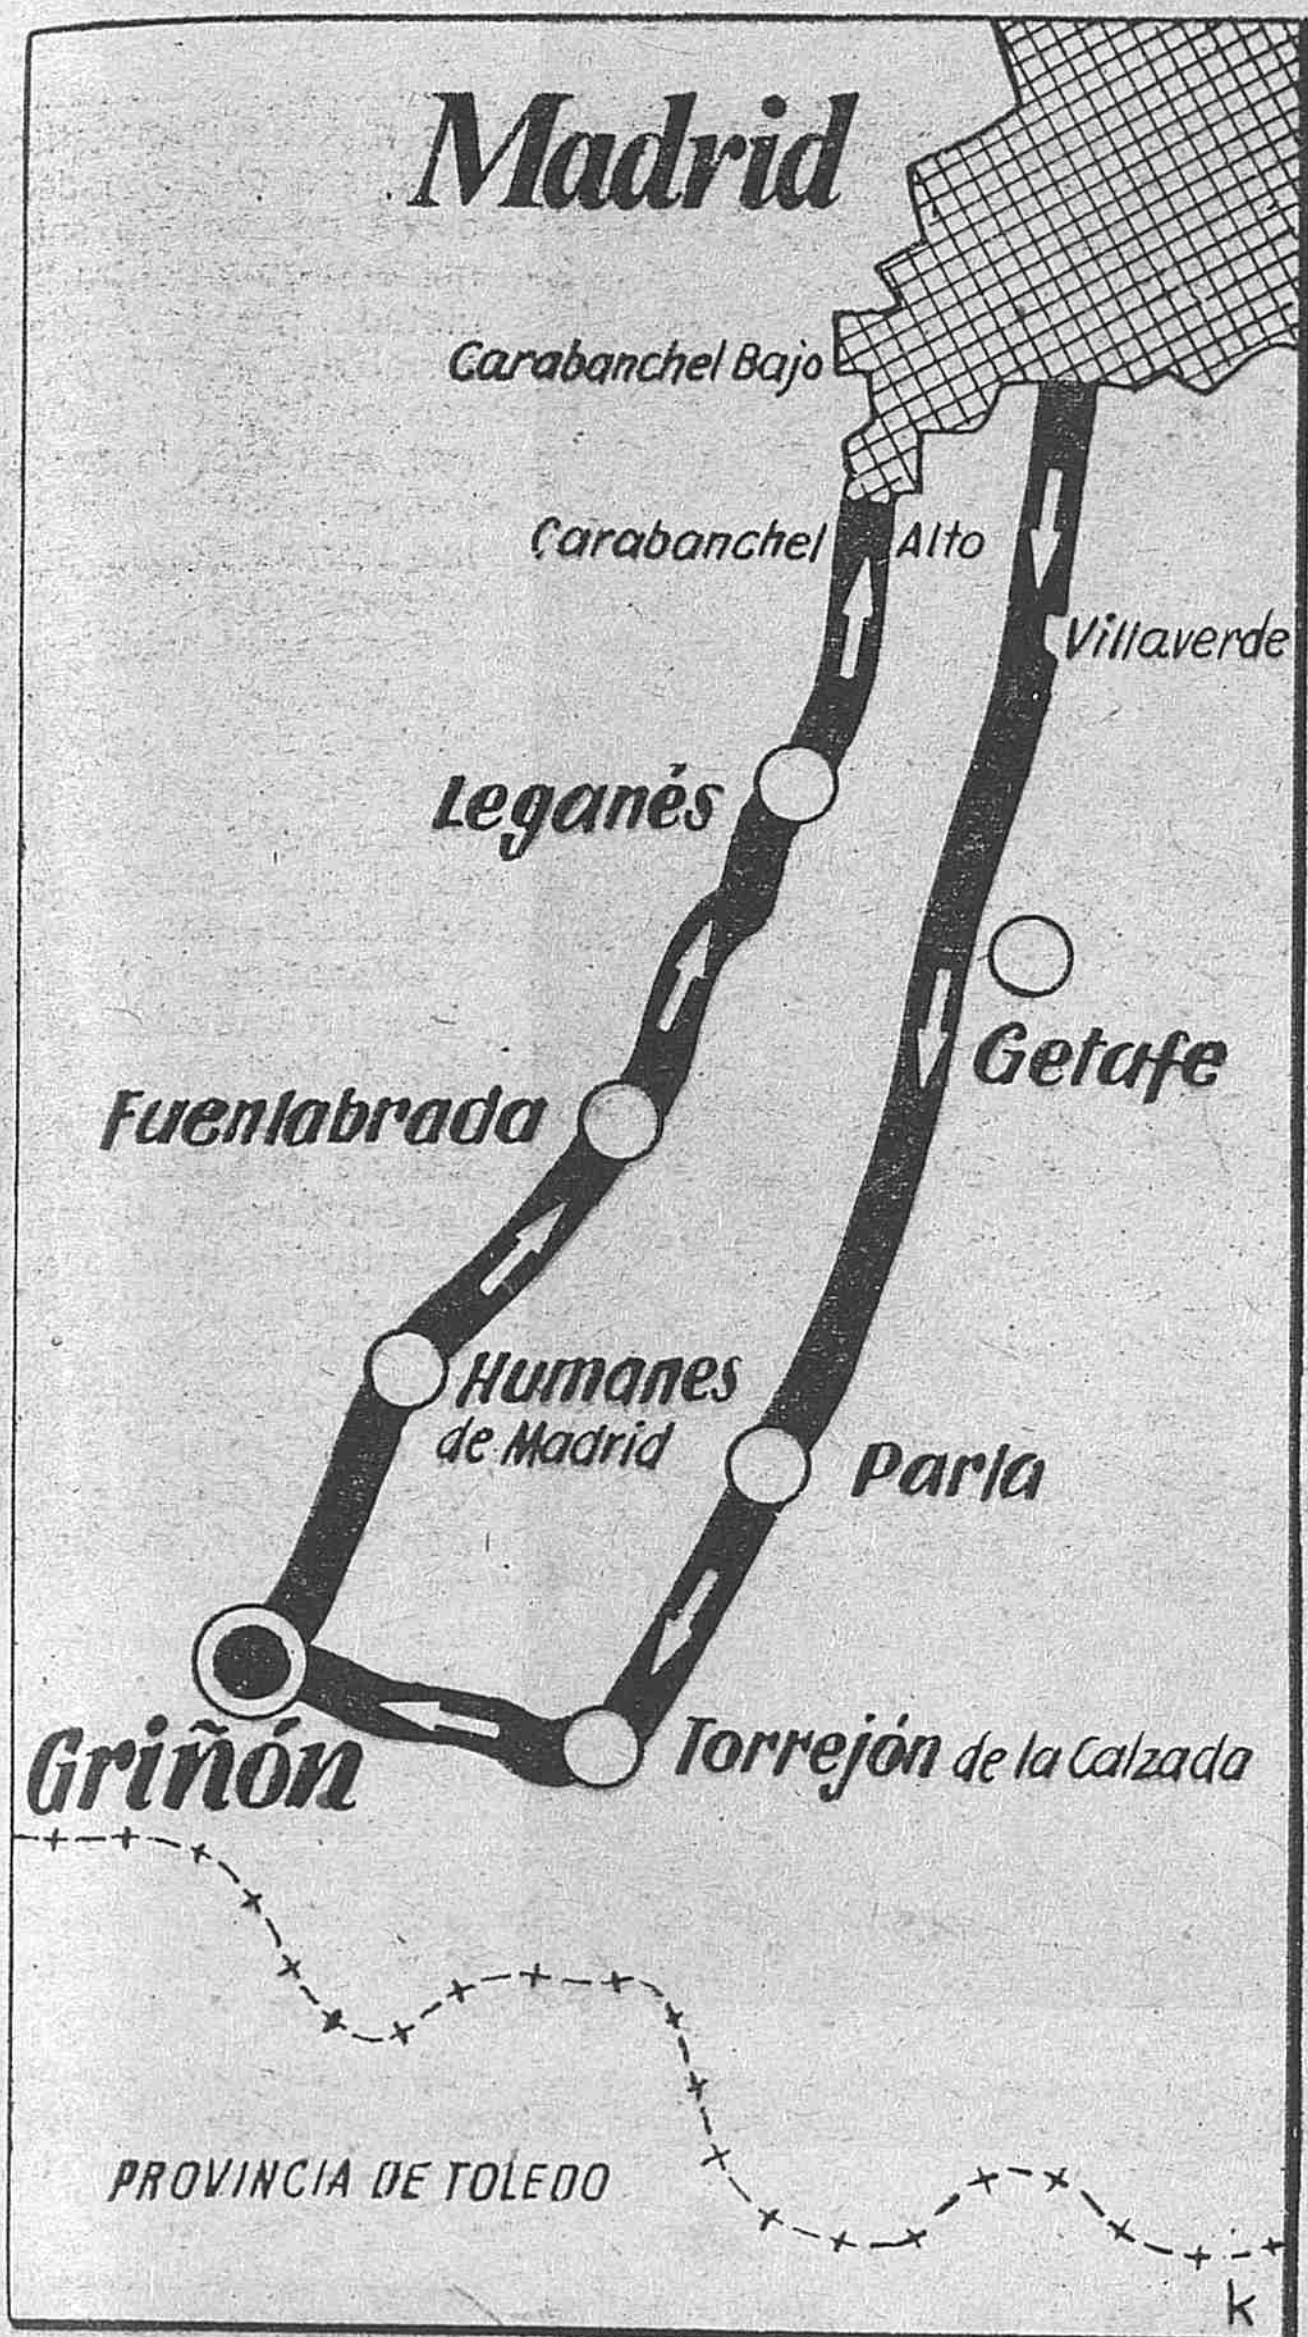 Madrid
Carabanchel Bajo
Carabanchel Alto
Villaverde
Leganés
Getafe
Fuenlabrada
Humanes
de Madrid
Parla
Griñón
Torrejón de la Calzada
PROVINCIA DE TOLEDO
k